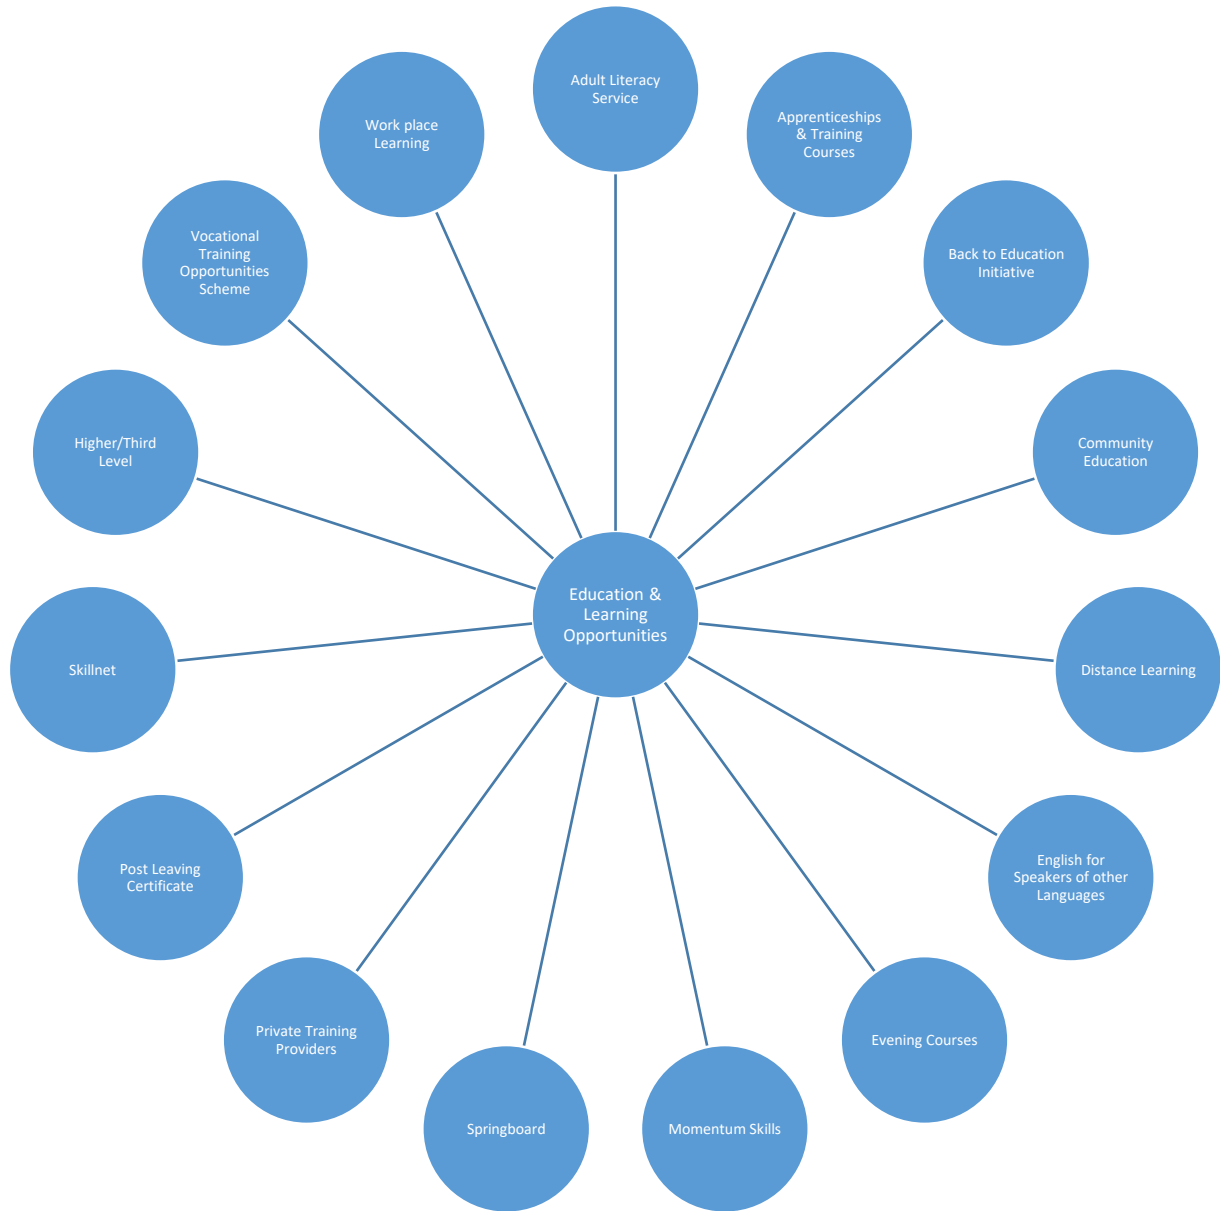 Adult Literacy
Service
Apprenticeships
& Training
Courses
Back to Education
Initiative
Community
Education
Distance Learning
English for
Speakers of other
Languages
Evening Courses
Momentum Skills
Springboard
Private Training
Providers
Post Leaving
Certificate
Skillnet
Higher/Third
Level
Vocational
Training
Opportunities
Scheme
Work place
Learning
Education &
Learning
Opportunities